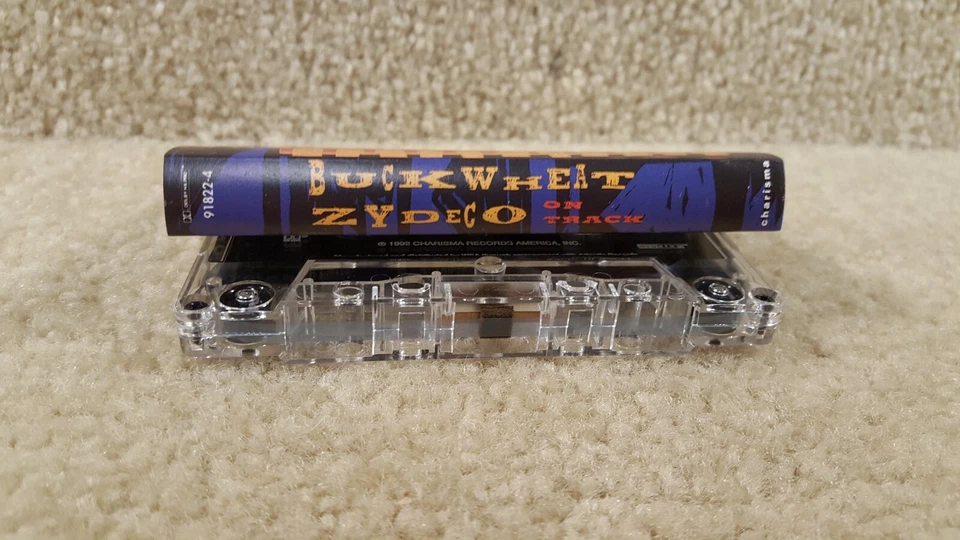 91822-4
BUCKWHEAT
ZYDECO
ON
TRACK
charisma
© 1992 CHARISMA RECORDS AMERICA, INC.